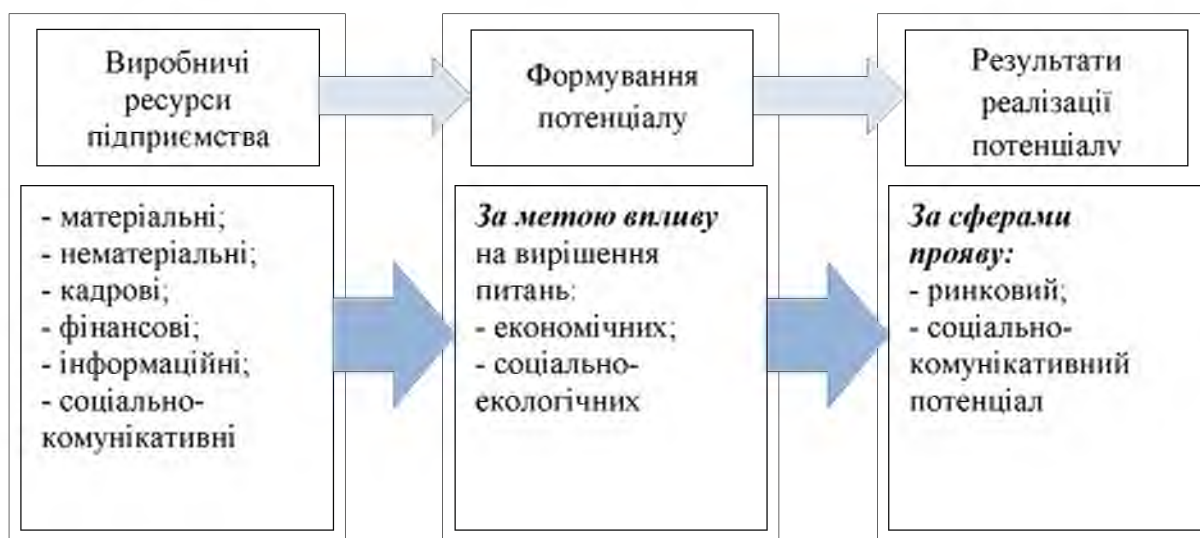 Виробничі
ресурси
підприємства
Формування
потенціалу
Результати
реалізації
потенціалу
- матеріальні;
- нематеріальні;
- кадрові;
- фінансові;
- інформаційні;
- соціально-
комунікативні
За метою впливу
на вирішення
питань:
- економічних;
- соціально-
екологічних
За сферами
прояву:
- ринковий;
- соціально-
комунікативний
потенціал